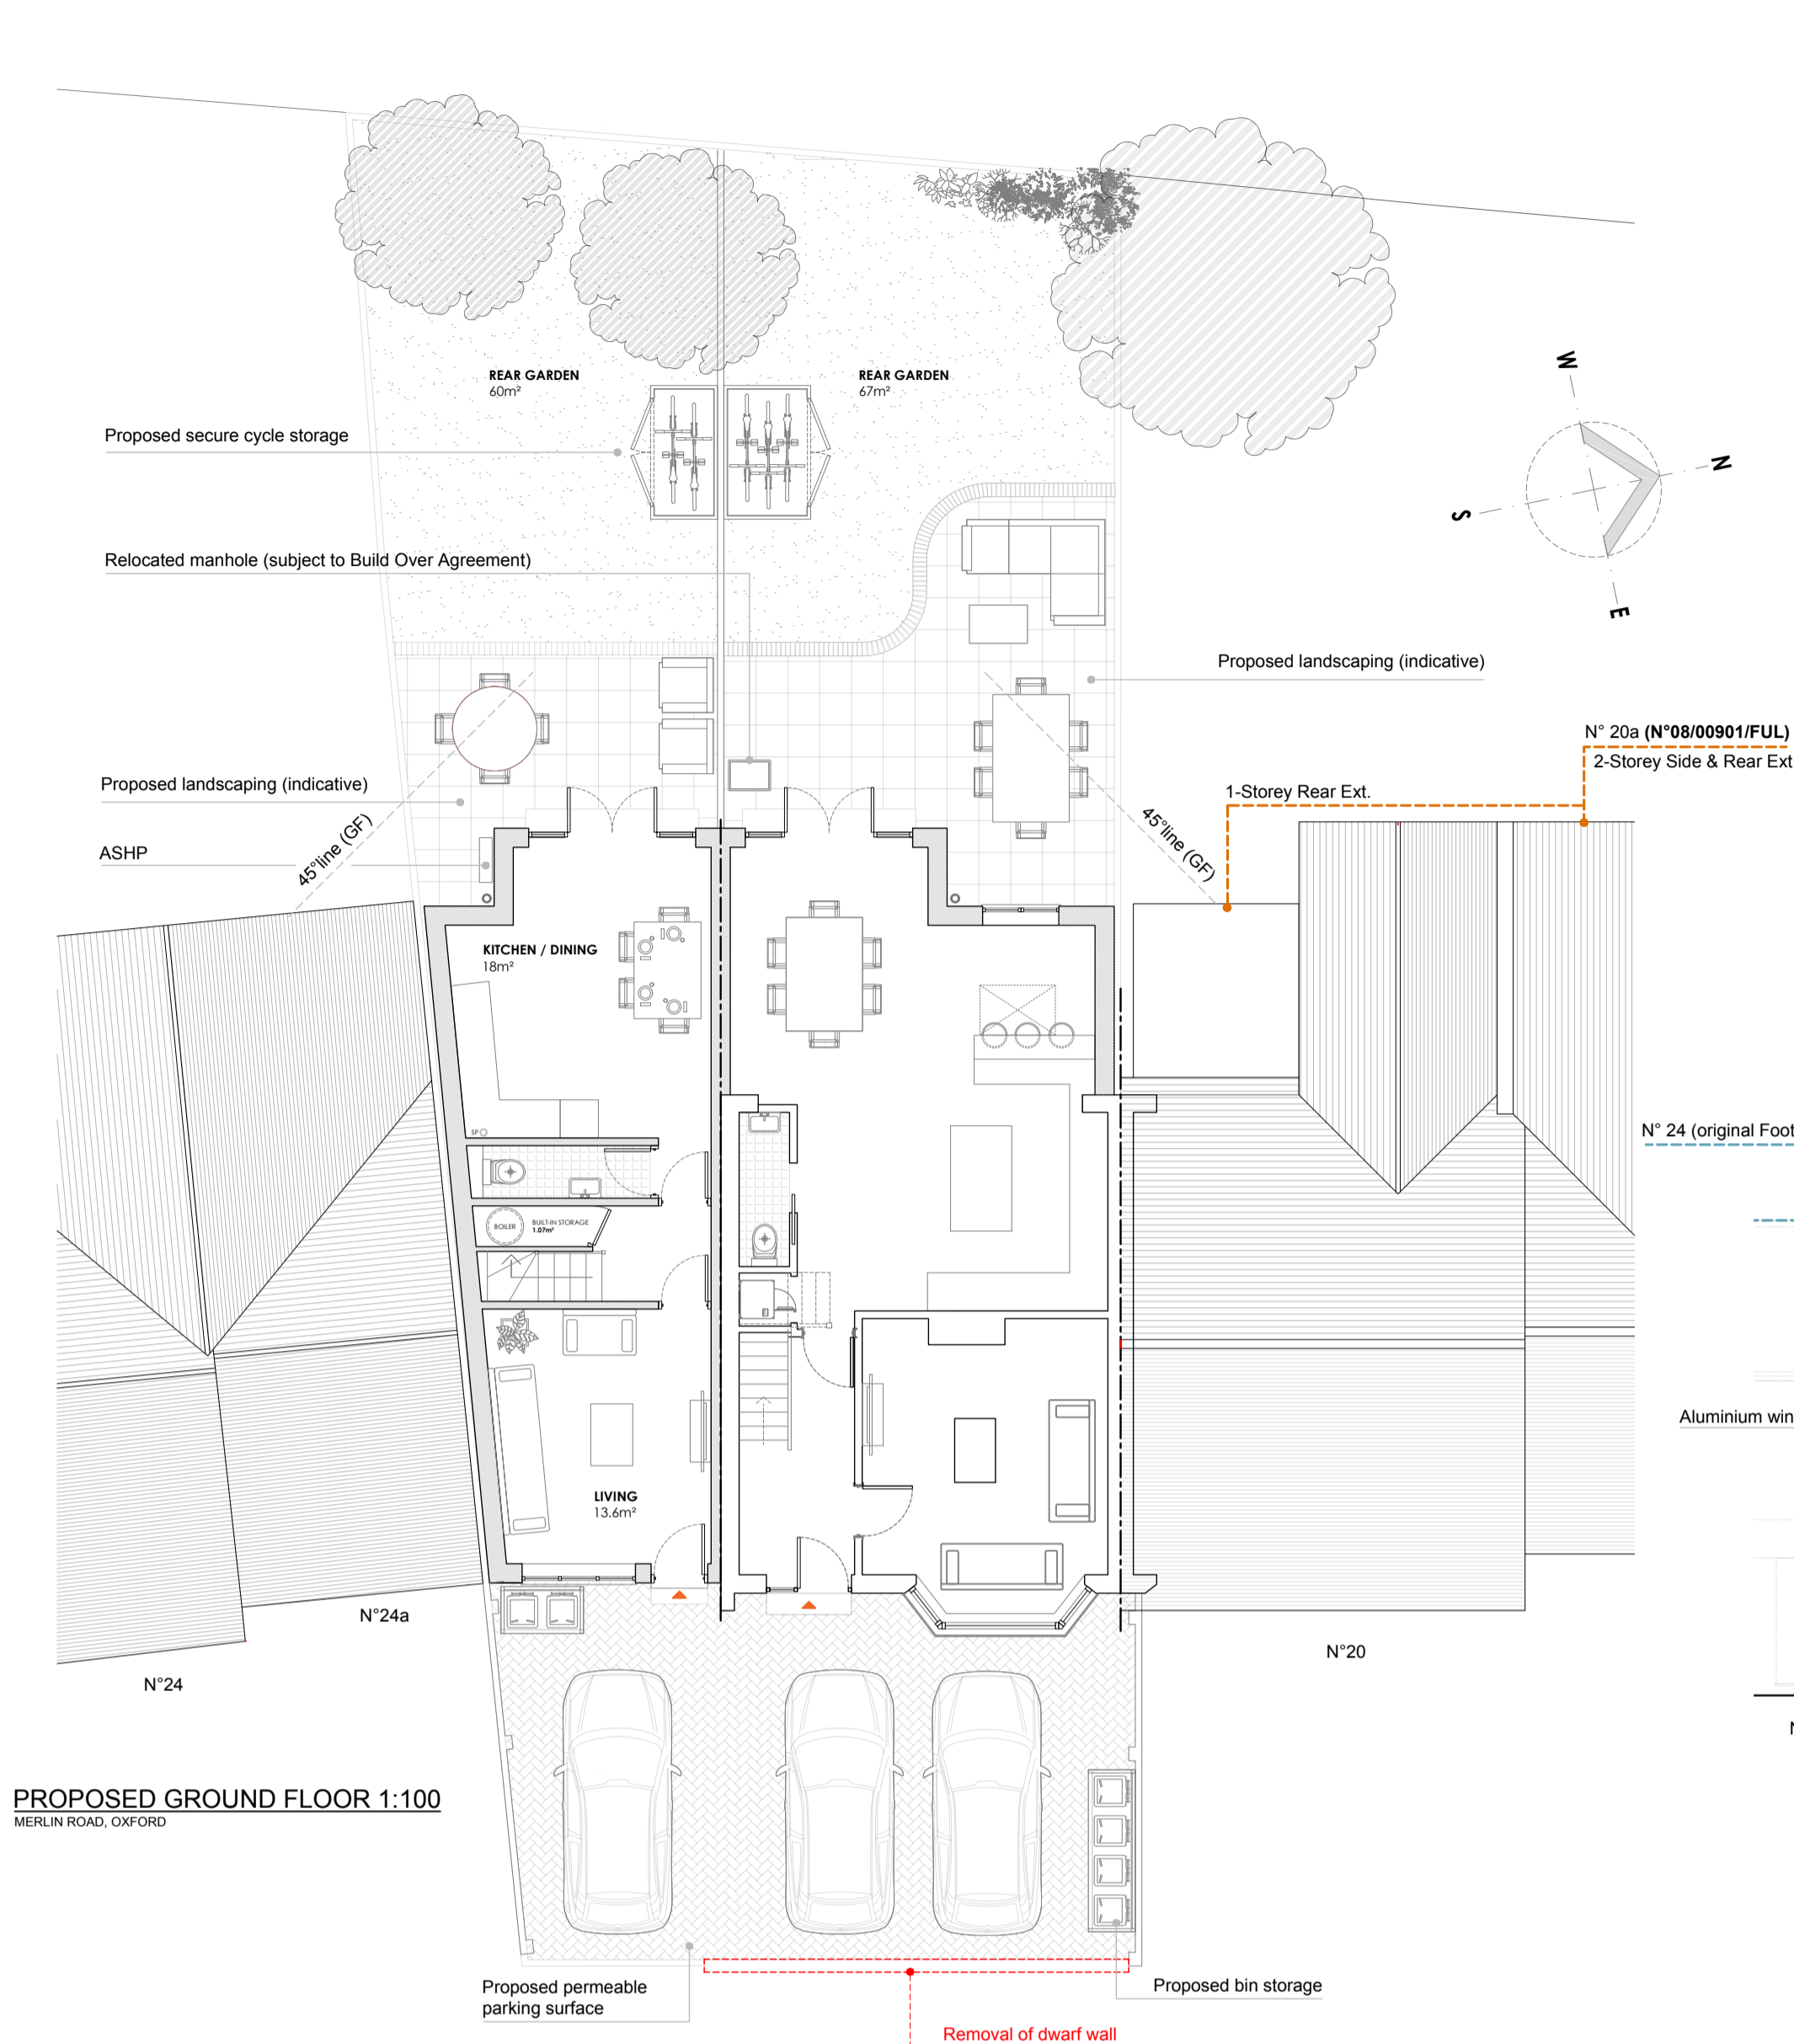 REAR GARDEN
60m²
REAR GARDEN
67m²
W
N
S
E
Proposed secure cycle storage
Relocated manhole (subject to Build Over Agreement)
Proposed landscaping (indicative)
N° 20a (N°08/00901/FUL)
2-Storey Side & Rear Ext
1-Storey Rear Ext.
Proposed landscaping (indicative)
45°line (GF)
45°line (GF)
ASHP
KITCHEN / DINING
18m²
SP
N° 24 (original Foot
BOILER
BUILT-IN STORAGE
1.07m²
Aluminium win
LIVING
13.6m²
N°24a
N°24
N°20
PROPOSED GROUND FLOOR 1:100
MERLIN ROAD, OXFORD
Proposed permeable
parking surface
Proposed bin storage
Removal of dwarf wall